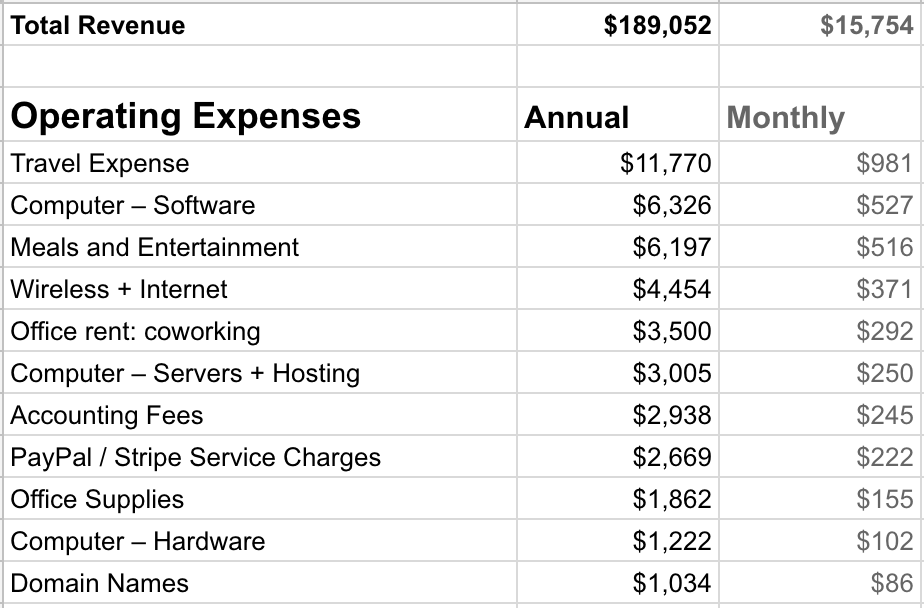 Total Revenue $189,052 $15,754
Operating Expenses Annual Monthly
Travel Expense $11,770 $981
Computer – Software $6,326 $527
Meals and Entertainment $6,197 $516
Wireless + Internet $4,454 $371
Office rent: coworking $3,500 $292
Computer – Servers + Hosting $3,005 $250
Accounting Fees $2,938 $245
PayPal / Stripe Service Charges $2,669 $222
Office Supplies $1,862 $155
Computer – Hardware $1,222 $102
Domain Names $1,034 $86